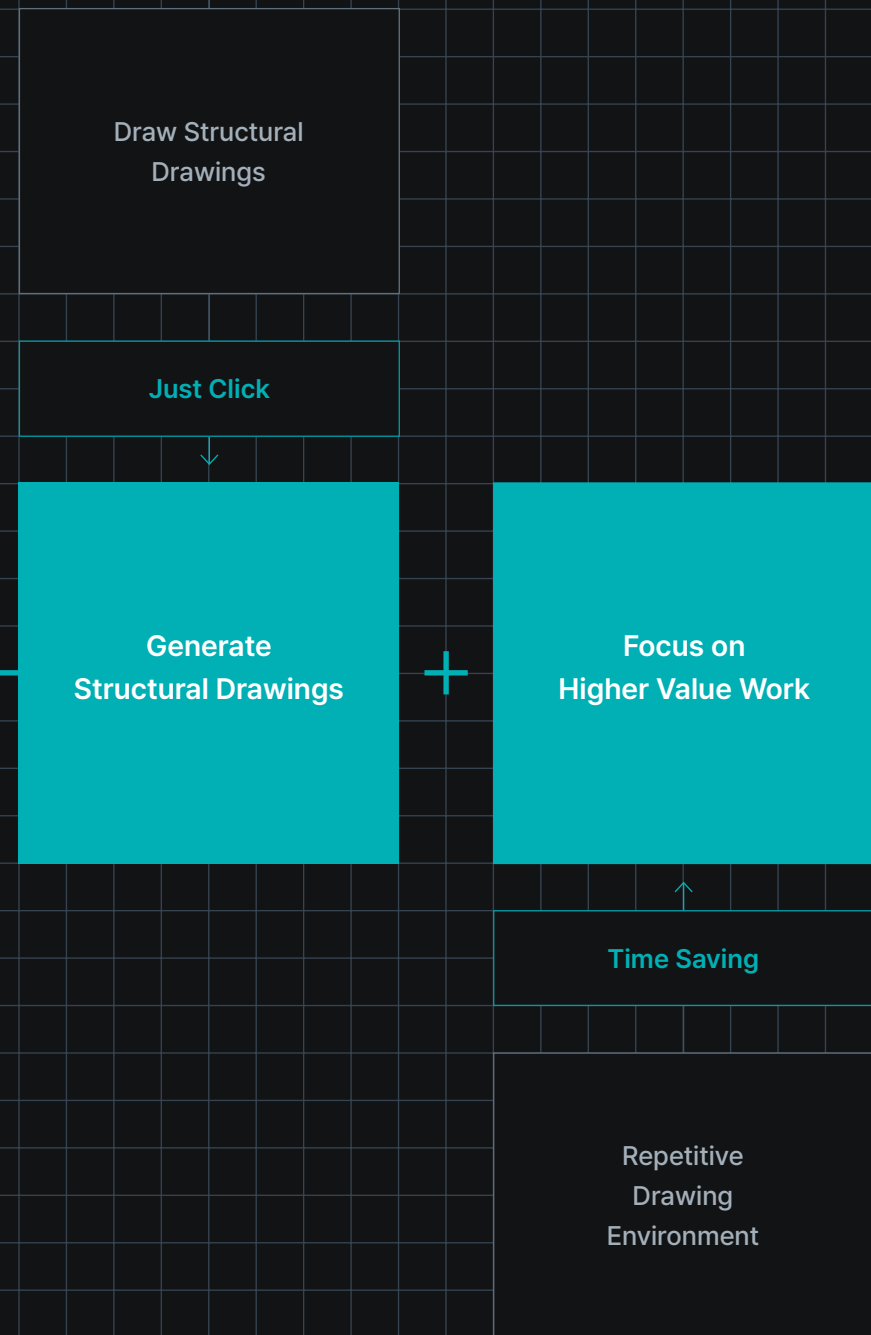 Draw Structural
Drawings
Just Click
Generate
Structural Drawings
Focus on
Higher Value Work
Time Saving
Repetitive
Drawing
Environment